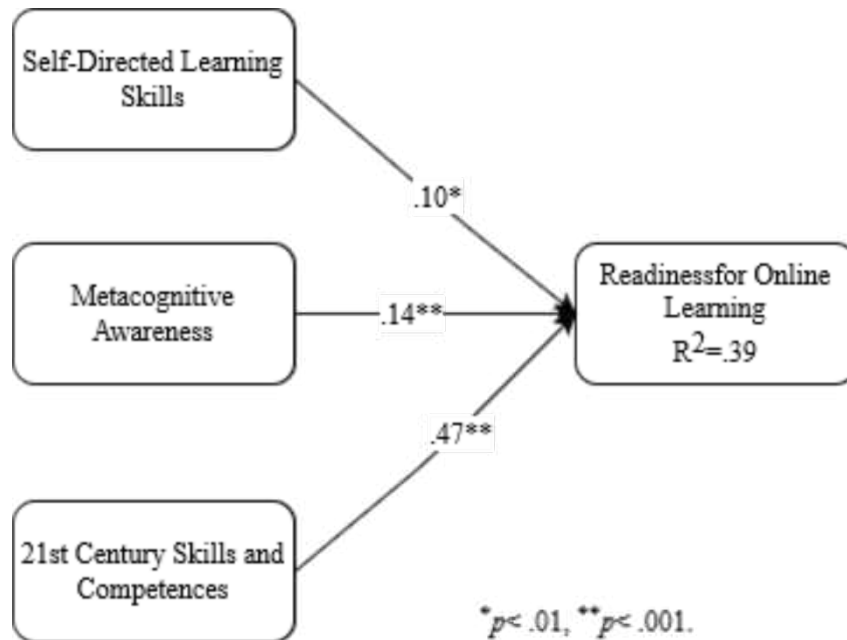 Self-Directed Learning
Skills
.10*
Metacognitive
Awareness
.14**
Readinessfor Online
Learning
R²=.39
.47**
21st Century Skills and
Competences
*p< .01, **p< .001.